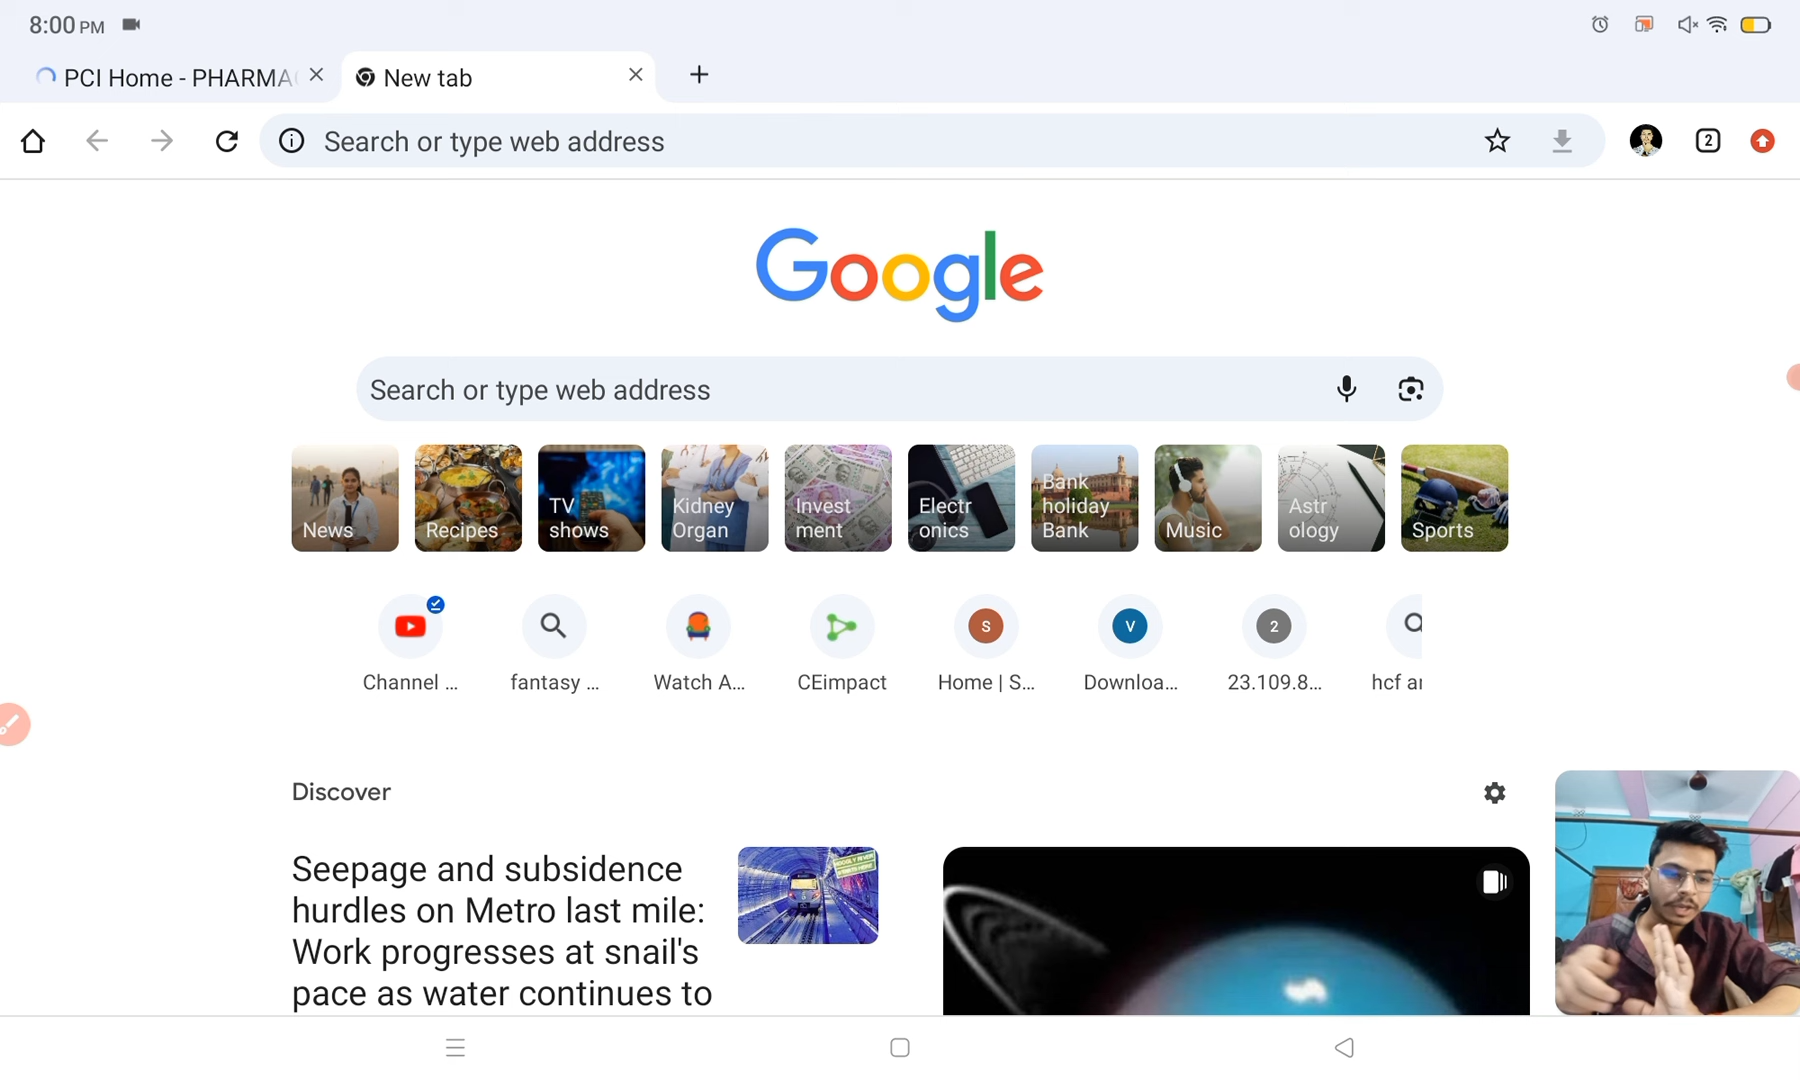 8:00 PM
PCI Home - PHARMA
New tab
Search or type web address
2
Google
Search or type web address
News
Recipes
TV
shows
Kidney
Organ
Invest
ment
Electr
onics
Bank
holiday
Bank
Music
Astr
ology
Sports
S
V
2
Channel ...
fantasy ...
Watch A...
CEimpact
Home | S...
Downloa...
23.109.8...
hcf ar
Discover
Seepage and subsidence
hurdles on Metro last mile:
Work progresses at snail's
pace as water continues to